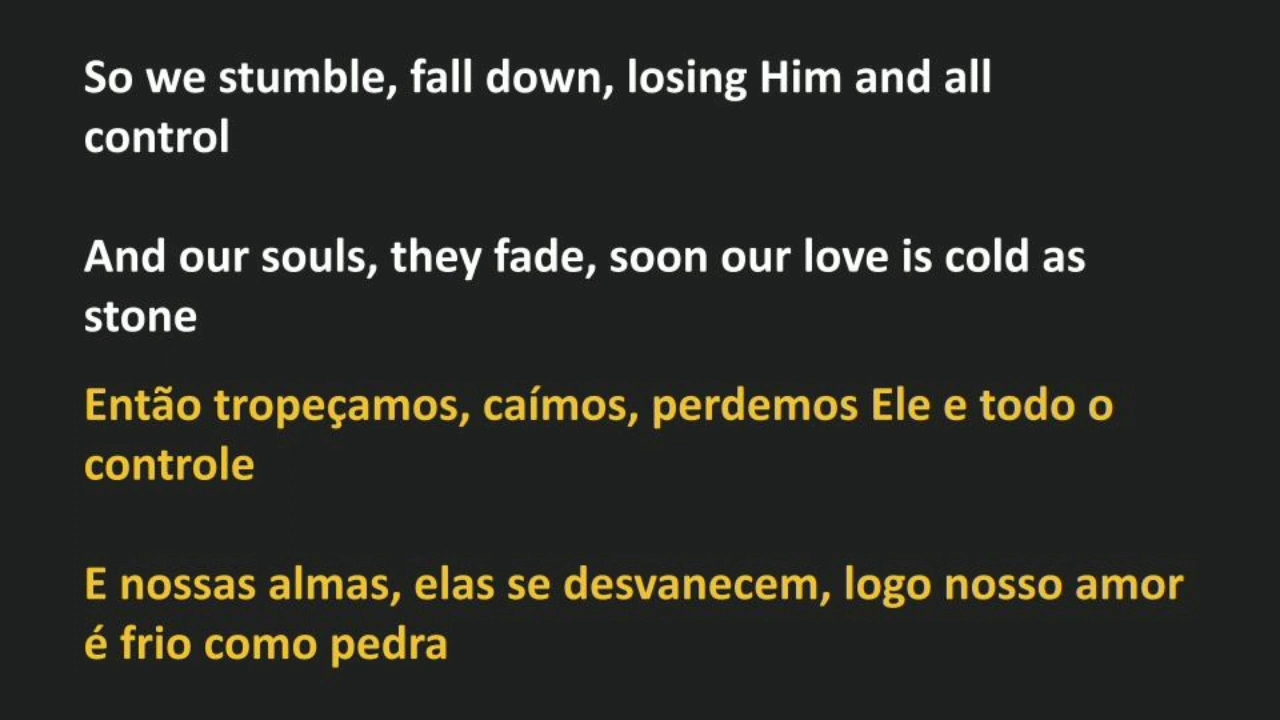 So we stumble, fall down, losing Him and all
control
And our souls, they fade, soon our love is cold as
stone
Então tropeçamos, caímos, perdemos Ele e todo o
controle
E nossas almas, elas se desvanecem, logo nosso amor
é frio como pedra